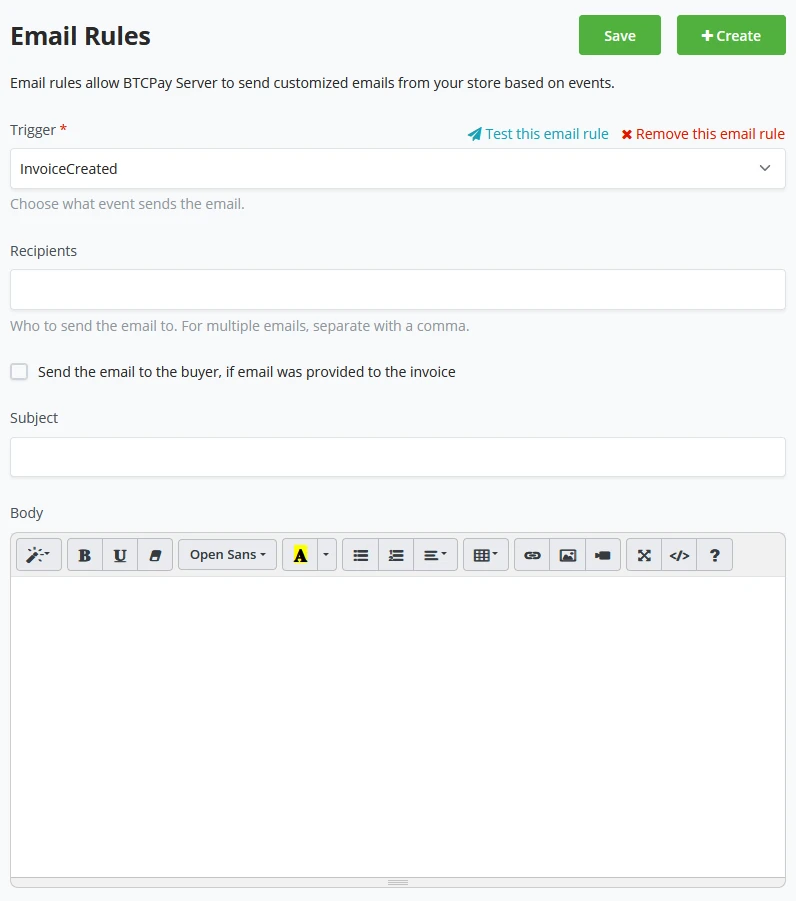 Email Rules
Save
Create
Email rules allow BTCPay Server to send customized emails from your store based on events.
Trigger *
Test this email rule
Remove this email rule
InvoiceCreated
Choose what event sends the email.
Recipients
Who to send the email to. For multiple emails, separate with a comma.
Send the email to the buyer, if email was provided to the invoice
Subject
Body
B U Open Sans A </> ?